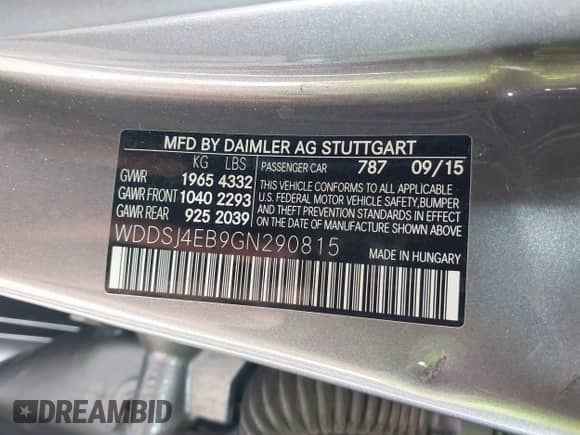 MFD BY DAIMLER AG STUTTGART
KG LBS
GVWR 1965 4332
GAWR FRONT 1040 2293
GAWR REAR 925 2039
PASSENGER CAR 787 09/15
THIS VEHICLE CONFORMS TO ALL APPLICABLE
U.S. FEDERAL MOTOR VEHICLE SAFETY,BUMPER
AND THEFT PREVENTION STANDARDS IN EFFECT
ON THE DATE OF MANUFACTURE SHOWN ABOVE
WDDSJ4EB9GN290815
MADE IN HUNGARY
DREAMBID